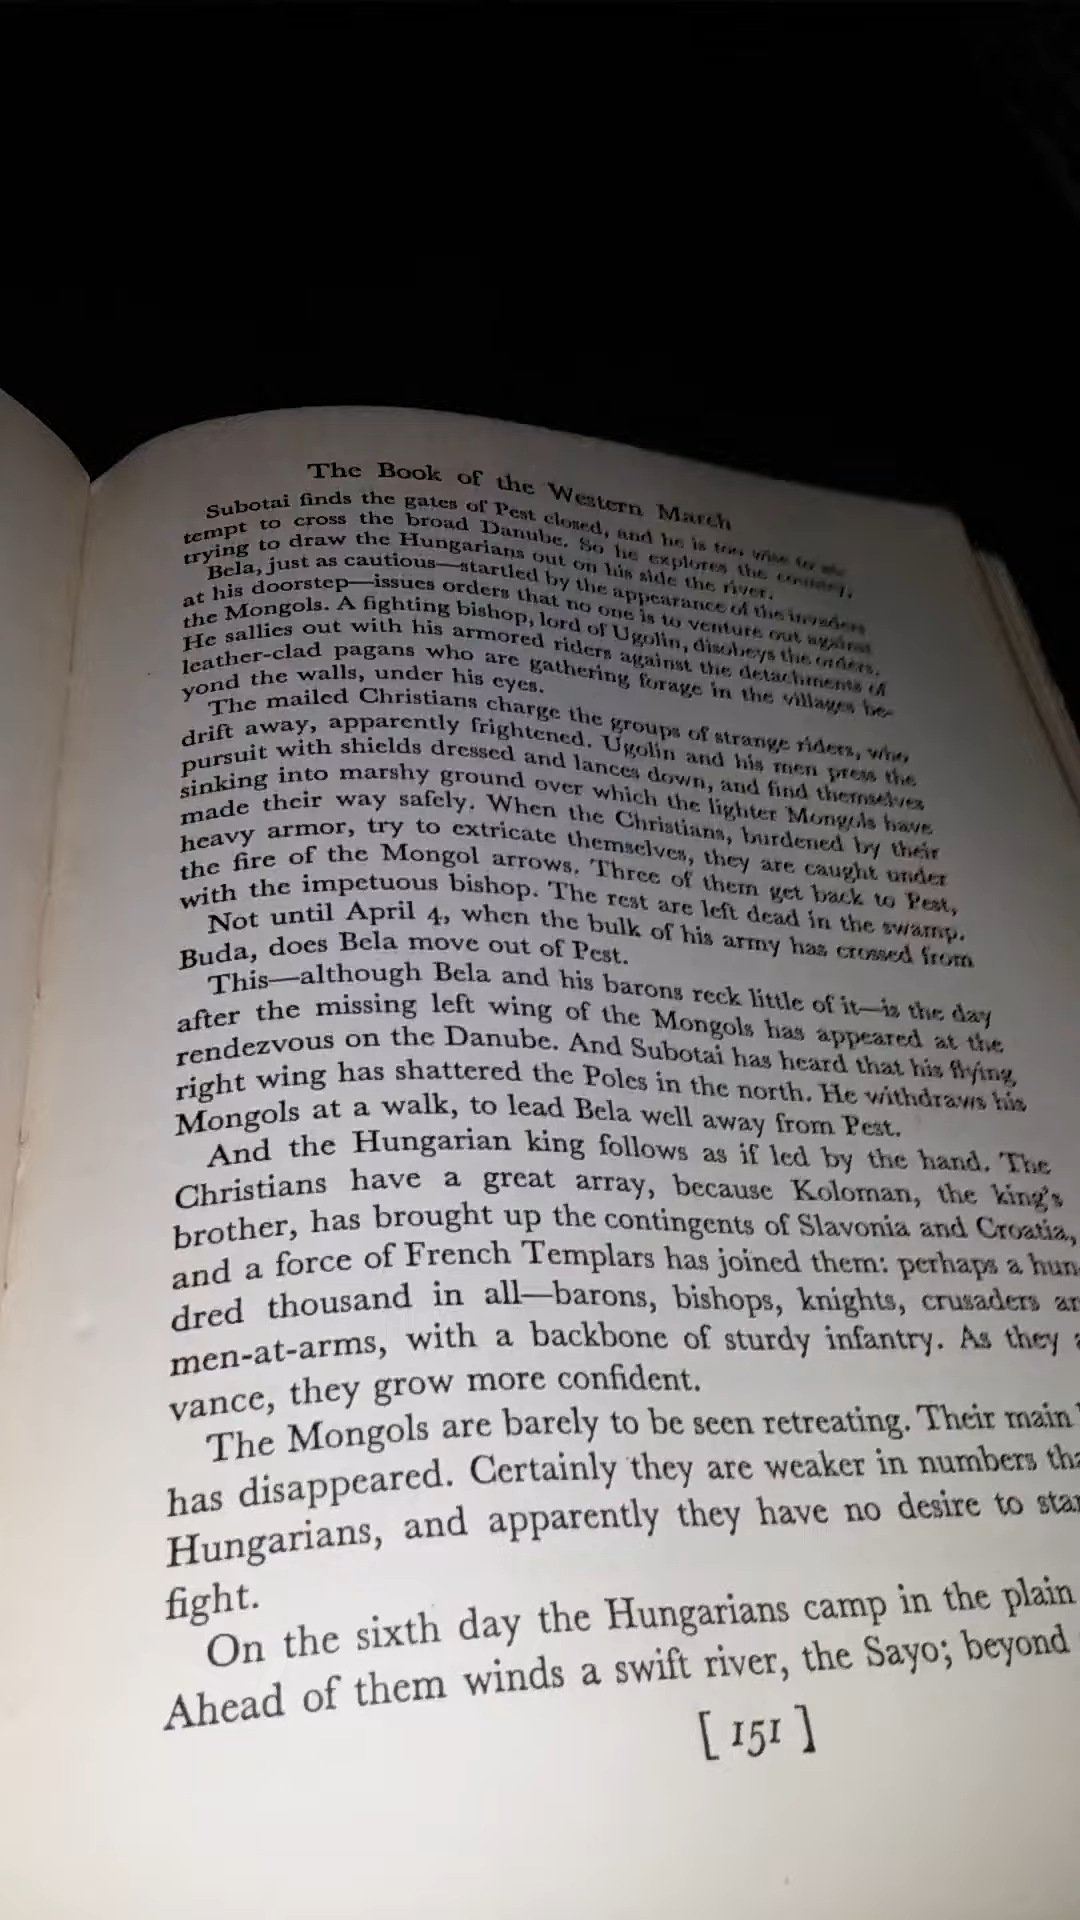 The Book of the Western March
Subotai finds the gates of Pest closed, and he is too wise to at-
tempt to cross the broad Danube. So he explores the country,
trying to draw the Hungarians out on his side the river.
Bela, just as cautious—startled by the appearance of the invaders
at his doorstep—issues orders that no one is to venture out against
the Mongols. A fighting bishop, lord of Ugolin, disobeys the orders.
He sallies out with his armored riders against the detachments of
leather-clad pagans who are gathering forage in the villages be-
yond the walls, under his eyes.
The mailed Christians charge the groups of strange riders, who
drift away, apparently frightened. Ugolin and his men press the
pursuit with shields dressed and lances down, and find themselves
sinking into marshy ground over which the lighter Mongols have
made their way safely. When the Christians, burdened by their
heavy armor, try to extricate themselves, they are caught under
the fire of the Mongol arrows. Three of them get back to Pest,
with the impetuous bishop. The rest are left dead in the swamp.
Not until April 4, when the bulk of his army has crossed from
Buda, does Bela move out of Pest.
This—although Bela and his barons reck little of it—is the day
after the missing left wing of the Mongols has appeared at the
rendezvous on the Danube. And Subotai has heard that his flying
right wing has shattered the Poles in the north. He withdraws his
Mongols at a walk, to lead Bela well away from Pest.
And the Hungarian king follows as if led by the hand. The
Christians have a great array, because Koloman, the king's
brother, has brought up the contingents of Slavonia and Croatia,
and a force of French Templars has joined them: perhaps a hun-
dred thousand in all—barons, bishops, knights, crusaders
men-at-arms, with a backbone of sturdy infantry. As they
vance, they grow more confident.
The Mongols are barely to be seen retreating. Their main
has disappeared. Certainly they are weaker in numbers
Hungarians, and apparently they have no desire to
fight.
On the sixth day the Hungarians camp in the plain
Ahead of them winds a swift river, the Sayo; beyond
[ 151 ]